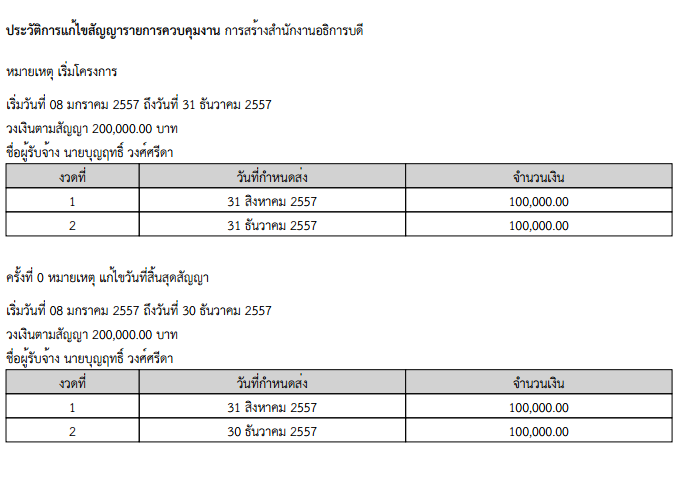 ประวัติการแก้ไขสัญญารายการควบคุมงาน การสร้างสำนักงานอธิการบดี
หมายเหตุ เริ่มโครงการ
เริ่มวันที่ 08 มกราคม 2557 ถึงวันที่ 31 ธันวาคม 2557
วงเงินตามสัญญา 200,000.00 บาท
ชื่อผู้รับจ้าง นายบุญฤทธิ์ วงศ์ศรีดา
งวดที่ วันที่กำหนดส่ง จำนวนเงิน
1 31 สิงหาคม 2557 100,000.00
2 31 ธันวาคม 2557 100,000.00
ครั้งที่ 0 หมายเหตุ แก้ไขวันที่สิ้นสุดสัญญา
เริ่มวันที่ 08 มกราคม 2557 ถึงวันที่ 30 ธันวาคม 2557
วงเงินตามสัญญา 200,000.00 บาท
ชื่อผู้รับจ้าง นายบุญฤทธิ์ วงศ์ศรีดา
งวดที่ วันที่กำหนดส่ง จำนวนเงิน
1 31 สิงหาคม 2557 100,000.00
2 30 ธันวาคม 2557 100,000.00